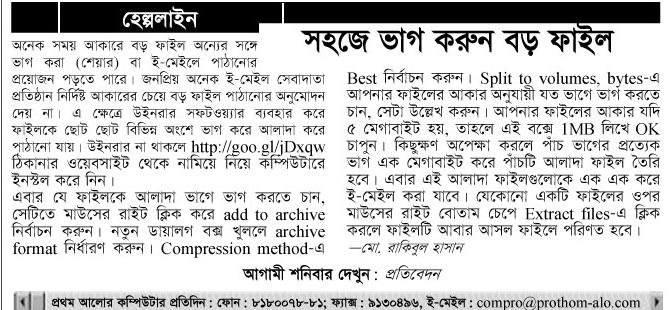 হেল্পলাইন
সহজে ভাগ করুন বড় ফাইল
অনেক সময় আকারে বড় ফাইল অন্যের সঙ্গে
ভাগ করা (শেয়ার) বা ই-মেইলে পাঠানোর
প্রয়োজন পড়তে পারে। জনপ্রিয় অনেক ই-মেইল সেবাদাতা
প্রতিষ্ঠান নির্দিষ্ট আকারের চেয়ে বড় ফাইল পাঠানোর অনুমোদন
দেয় না। এ ক্ষেত্রে উইনরার সফটওয়্যার ব্যবহার করে
ফাইলকে ছোট ছোট বিভিন্ন অংশে ভাগ করে আলাদা করে
পাঠানো যায়। উইনরার না থাকলে http://goo.gl/jDxqw
ঠিকানার ওয়েবসাইট থেকে নামিয়ে নিয়ে কম্পিউটারে
ইনস্টল করে নিন।
এবার যে ফাইলকে আলাদা ভাগে ভাগ করতে চান,
সেটিতে মাউসের রাইট ক্লিক করে add to archive
নির্বাচন করুন। নতুন ডায়ালগ বক্স খুললে archive
format নির্ধারণ করুন। Compression method-এ
Best নির্বাচন করুন। Split to volumes, bytes-এ
আপনার ফাইলের আকার অনুযায়ী যত ভাগে ভাগ করতে
চান, সেটা উল্লেখ করুন। আপনার ফাইলের আকার যদি
৫ মেগাবাইট হয়, তাহলে এই বক্সে 1MB লিখে OK
চাপুন। কিছুক্ষণ অপেক্ষা করলে পাঁচ ভাগের প্রত্যেক
ভাগ এক মেগাবাইট করে পাঁচটি আলাদা ফাইল তৈরি
হবে। এবার এই আলাদা ফাইলগুলোকে এক এক করে
ই-মেইল করা যাবে। যেকোনো একটি ফাইলের ওপর
মাউসের রাইট বোতাম চেপে Extract files-এ ক্লিক
করলে ফাইলটি আবার আসল ফাইলে পরিণত হবে।
—মো. রাকিবুল হাসান
আগামী শনিবার দেখুন : প্রতিবেদন
প্রথম আলোর কম্পিউটার প্রতিদিন : ফোন : ৮১৮০০৭৮-৮১; ফ্যাক্স : ৯১৩০৪৯৬, ই-মেইল : compro@prothom-alo.com